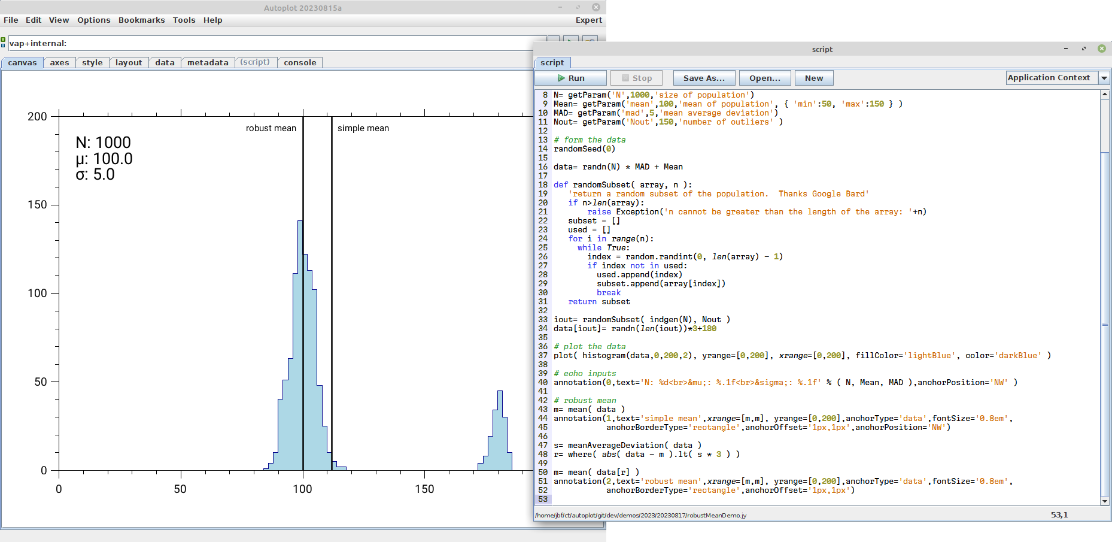 Autoplot 20230815a
File Edit View Options Bookmarks Tools Help Expert
vap+internal:
canvas axes style layout data metadata (script) console
200
150
100
50
0
0 50 100 150
N: 1000
μ: 100.0
σ: 5.0
robust mean simple mean
script
script
Run Stop Save As... Open... New Application Context
8 N= getParam('N',1000,'size of population')
9 Mean= getParam('mean',100,'mean of population', { 'min':50, 'max':150 } )
10 MAD= getParam('mad',5,'mean average deviation')
11 Nout= getParam('Nout',150,'number of outliers' )
12
13 # form the data
14 randomSeed(0)
15
16 data= randn(N) * MAD + Mean
17
18 def randomSubset( array, n ):
19 'return a random subset of the population.  Thanks Google Bard'
20 if n>len(array):
21 raise Exception('n cannot be greater than the length of the array: '+n)
22 subset = []
23 used = []
24 for i in range(n):
25 while True:
26 index = random.randint(0, len(array) - 1)
27 if index not in used:
28 used.append(index)
29 subset.append(array[index])
30 break
31 return subset
32
33 iout= randomSubset( indgen(N), Nout )
34 data[iout]= randn(len(iout))*3+180
35
36 # plot the data
37 plot( histogram(data,0,200,2), yrange=[0,200], xrange=[0,200], fillColor='lightBlue', color='darkBlue' )
38
39 # echo inputs
40 annotation(0,text='N: %d<br>&mu;: %.1f<br>&sigma;: %.1f' % ( N, Mean, MAD ),anchorPosition='NW' )
41
42 # robust mean
43 m= mean( data )
44 annotation(1,text='simple mean',xrange=[m,m], yrange=[0,200],anchorType='data',fontSize='0.8em',
45 anchorBorderType='rectangle',anchorOffset='1px,1px',anchorPosition='NW')
46
47 s= meanAverageDeviation( data )
48 r= where( abs( data - m ).lt( s * 3 ) )
49
50 m= mean( data[r] )
51 annotation(2,text='robust mean',xrange=[m,m], yrange=[0,200],anchorType='data',fontSize='0.8em',
52 anchorBorderType='rectangle',anchorOffset='1px,1px')
53
/home/jbf/ct/autoplot/git/dev/demos/2023/20230817/robustMeanDemo.jy 53,1